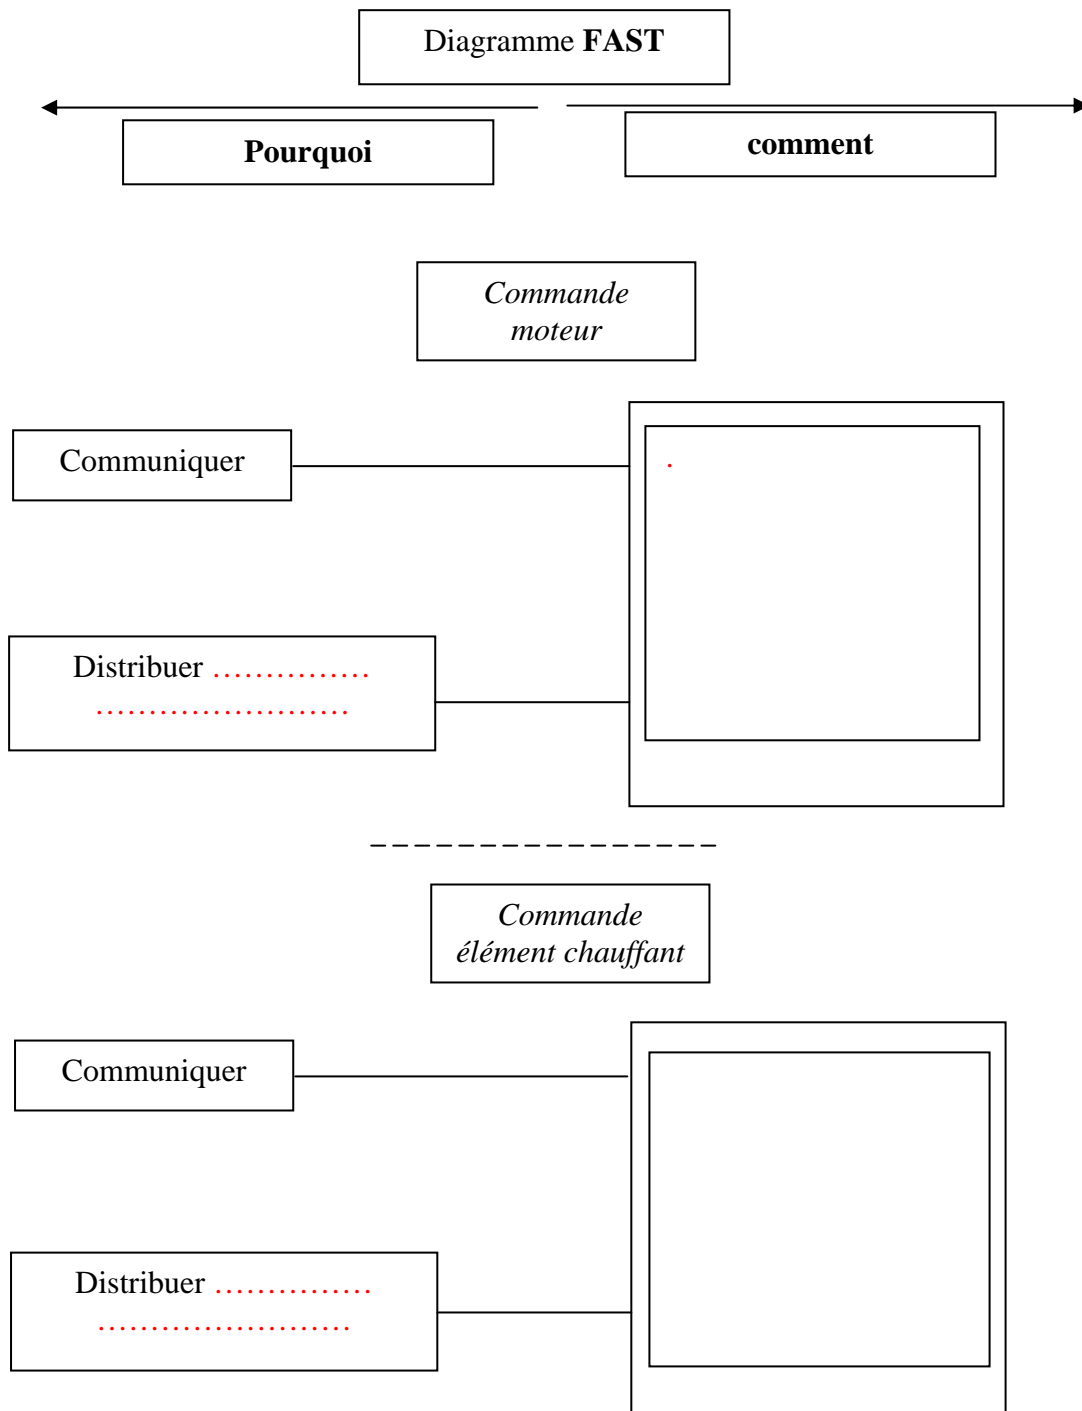 Diagramme FAST
Pourquoi
comment
Commande
moteur
Communiquer
.
Distribuer ……………
……………………
Commande
élément chauffant
Communiquer
Distribuer ……………
……………………